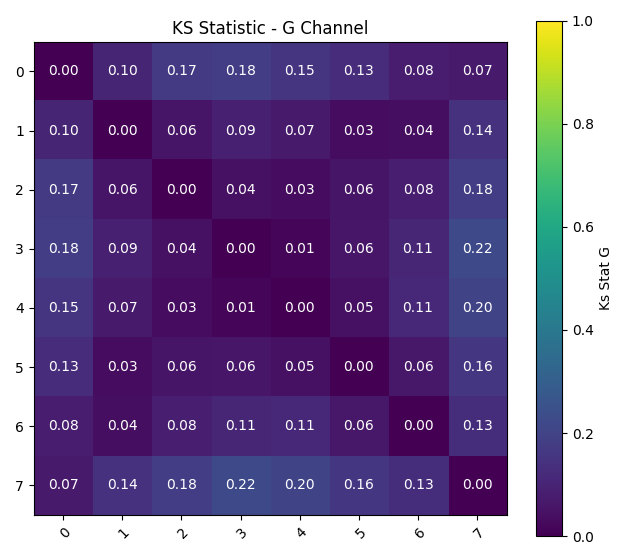 KS Statistic - G Channel
0 0.00 0.10 0.17 0.18 0.15 0.13 0.08 0.07
1 0.10 0.00 0.06 0.09 0.07 0.03 0.04 0.14
2 0.17 0.06 0.00 0.04 0.03 0.06 0.08 0.18
3 0.18 0.09 0.04 0.00 0.01 0.06 0.11 0.22
4 0.15 0.07 0.03 0.01 0.00 0.05 0.11 0.20
5 0.13 0.03 0.06 0.06 0.05 0.00 0.06 0.16
6 0.08 0.04 0.08 0.11 0.11 0.06 0.00 0.13
7 0.07 0.14 0.18 0.22 0.20 0.16 0.13 0.00
0 1 2 3 4 5 6 7
1.0
0.8
0.6
0.4
0.2
0.0
Ks Stat G